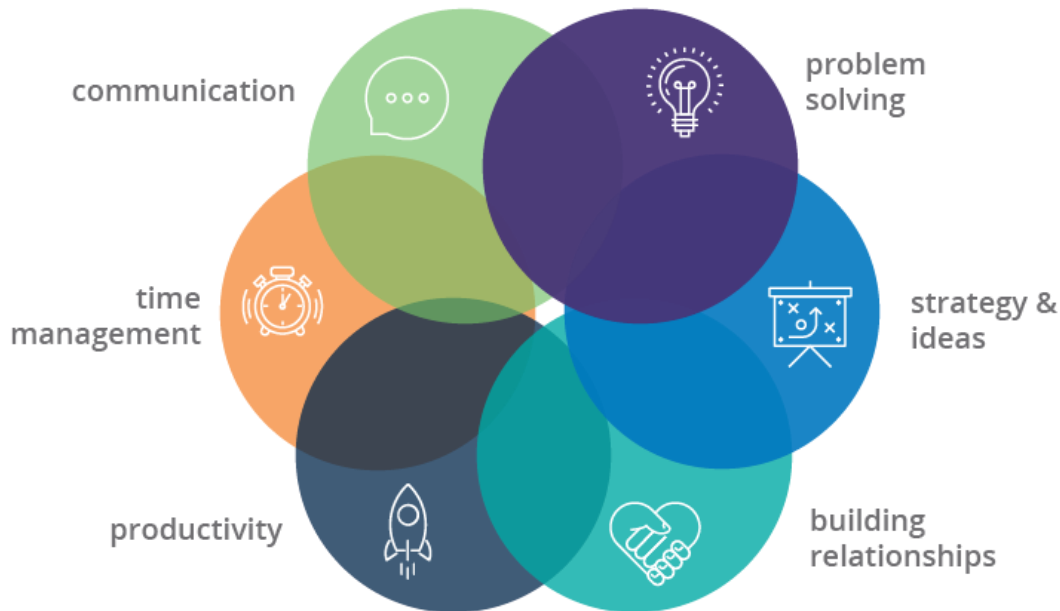 communication
problem
solving
time
management
strategy &
ideas
productivity
building
relationships